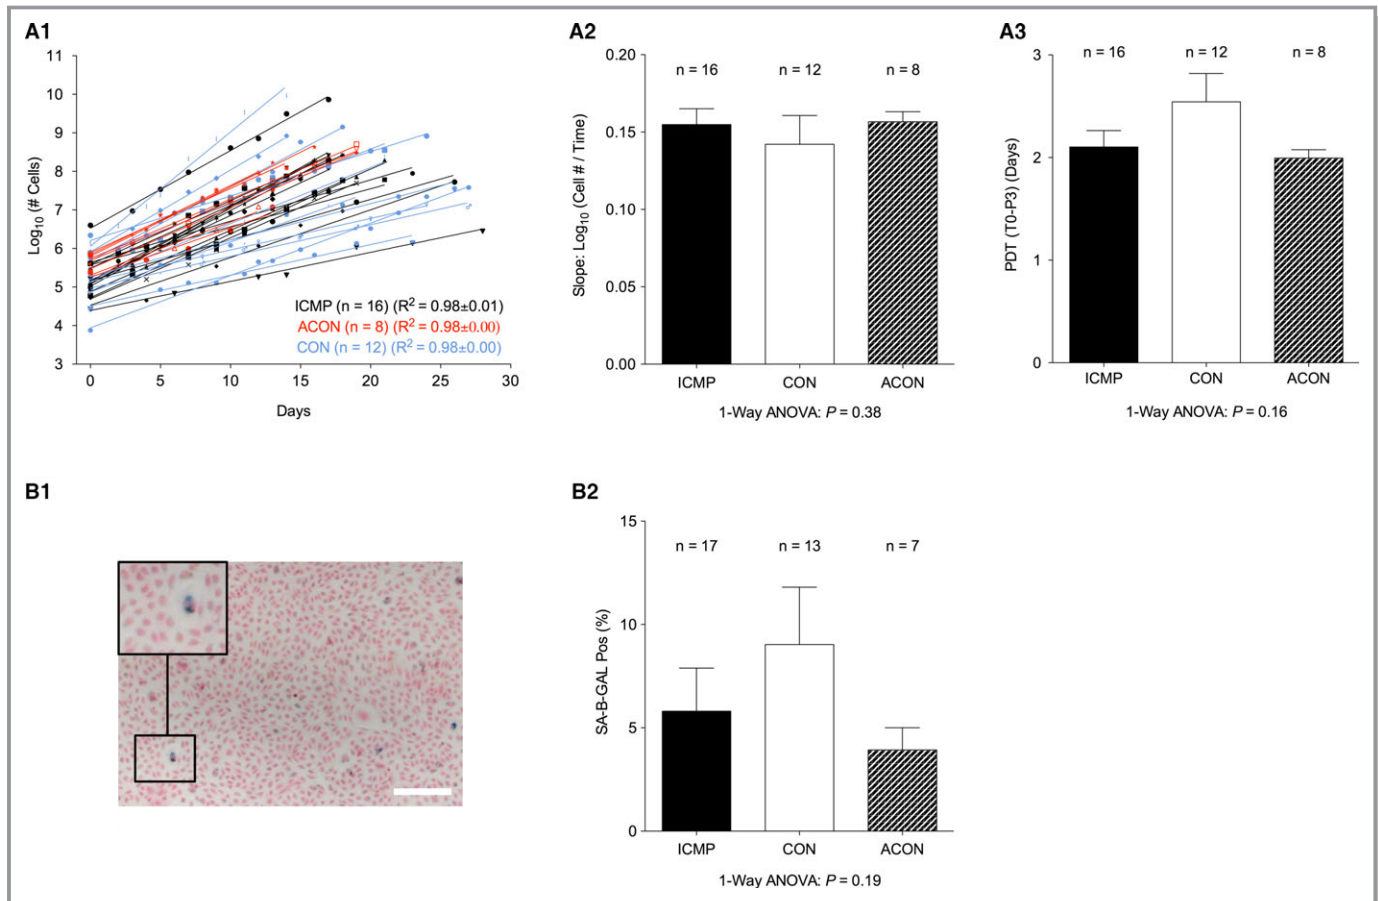 A1
11
10
9
8
7
6
5
4
3
Log10 (# Cells)
ICMP (n = 16) (R2 = 0.98±0.01)
ACON (n = 8) (R2 = 0.98±0.00)
CON (n = 12) (R2 = 0.98±0.00)
0 5 10 15 20 25 30
Days
A2
0.20
0.15
0.10
0.05
0.00
Slope: Log10 (Cell # / Time)
n = 16 n = 12 n = 8
ICMP CON ACON
1-Way ANOVA: P = 0.38
A3
3
2
1
0
PDT (T0-P3) (Days)
n = 16 n = 12 n = 8
ICMP CON ACON
1-Way ANOVA: P = 0.16
B1
B2
15
10
5
0
SA-B-GAL Pos (%)
n = 17 n = 13 n = 7
ICMP CON ACON
1-Way ANOVA: P = 0.19